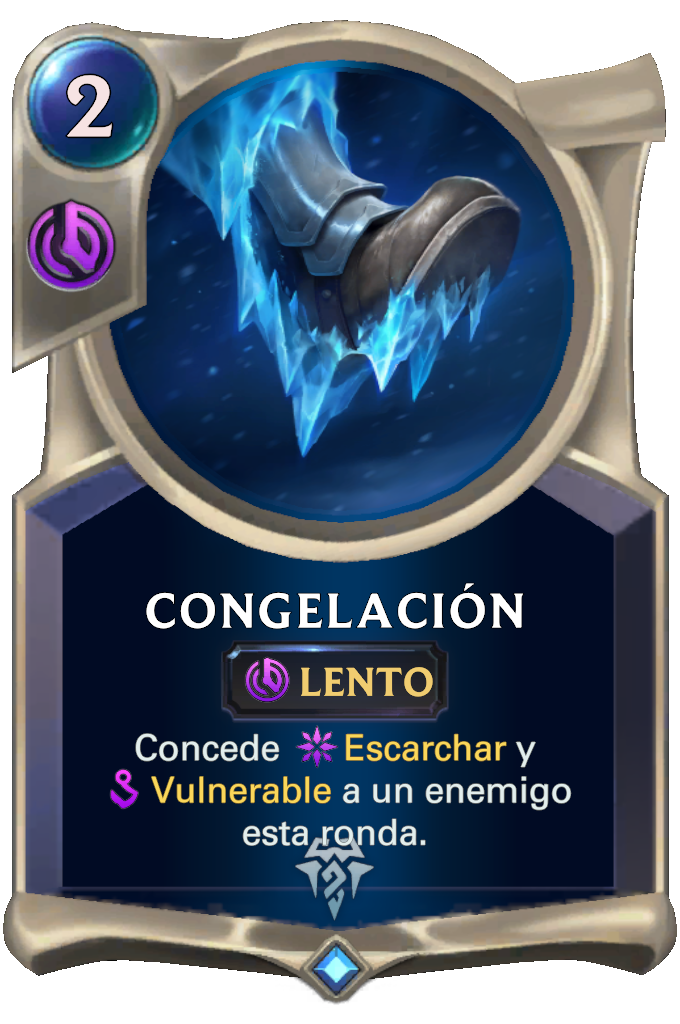 2
CONGELACIÓN
LENTO
Concede Escarchar y
Vulnerable a un enemigo
esta ronda.